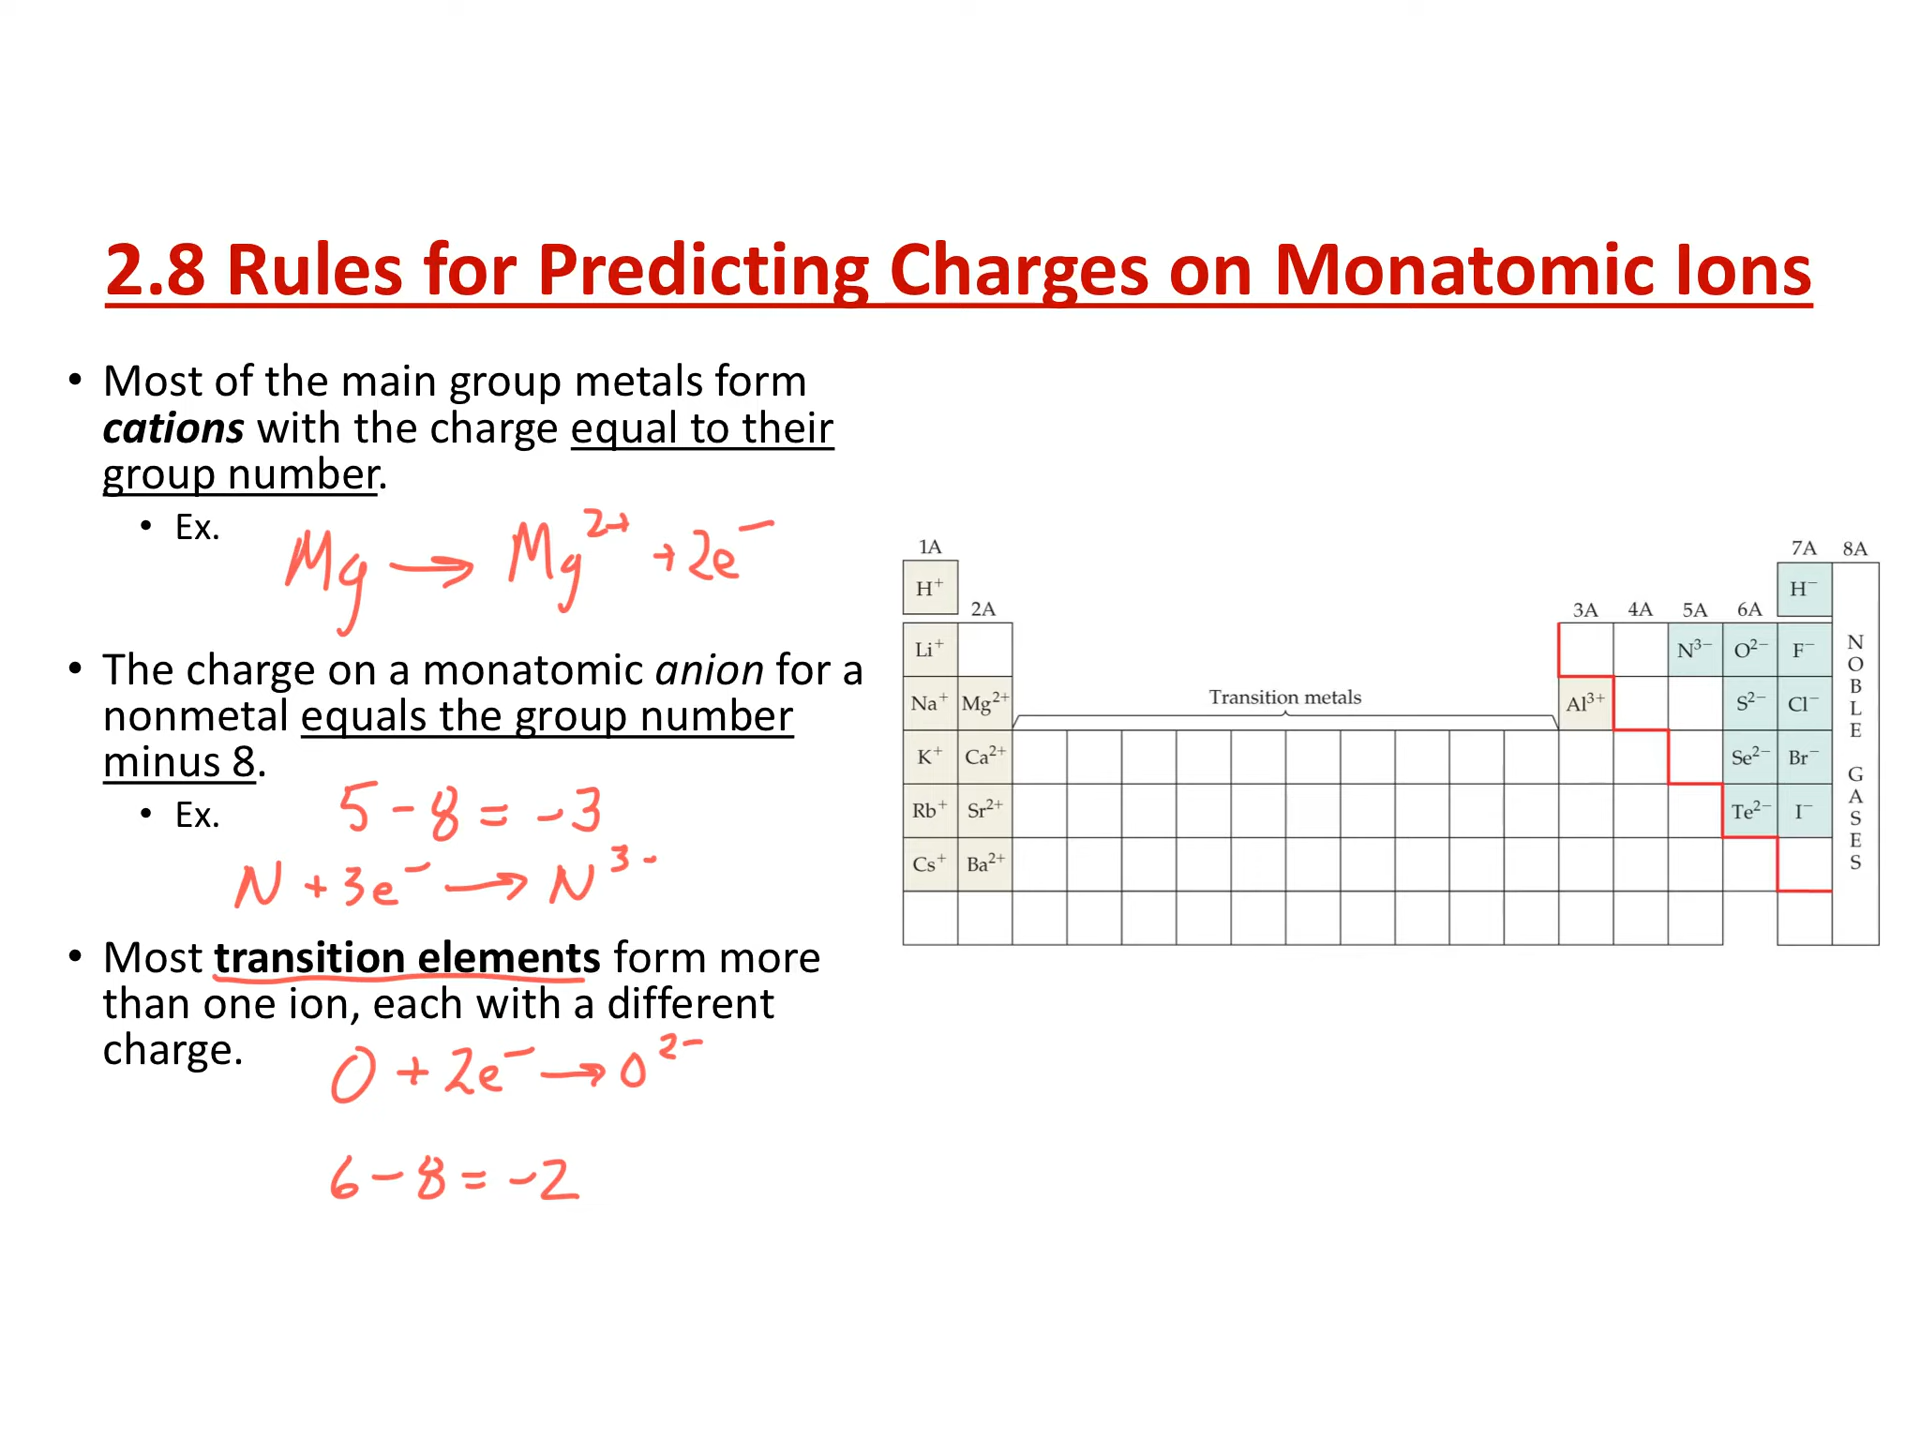 2.8 Rules for Predicting Charges on Monatomic Ions
• Most of the main group metals form
cations with the charge equal to their
group number.
• Ex.
Mg → Mg²⁺ + 2e⁻
• The charge on a monatomic anion for a
nonmetal equals the group number
minus 8.
• Ex.
5 - 8 = -3
N + 3e⁻ → N³⁻
• Most transition elements form more
than one ion, each with a different
charge.
O + 2e⁻ → O²⁻
6 - 8 = -2
1A 7A 8A
H⁺ H⁻
2A 3A 4A 5A 6A
Li⁺ N³⁻ O²⁻ F⁻
Na⁺ Mg²⁺ Transition metals Al³⁺ S²⁻ Cl⁻
K⁺ Ca²⁺ Se²⁻ Br⁻
Rb⁺ Sr²⁺ Te²⁻ I⁻
Cs⁺ Ba²⁺
NOBLE GASES